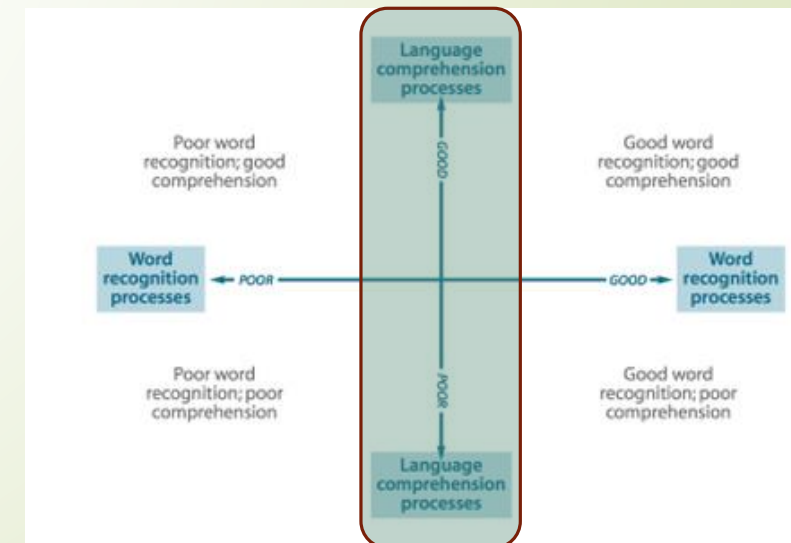 Language
comprehension
processes
GOOD
Poor word
recognition; good
comprehension
Good word
recognition; good
comprehension
Word
recognition
processes
POOR
GOOD
Word
recognition
processes
Poor word
recognition; poor
comprehension
POOR
Good word
recognition; poor
comprehension
Language
comprehension
processes